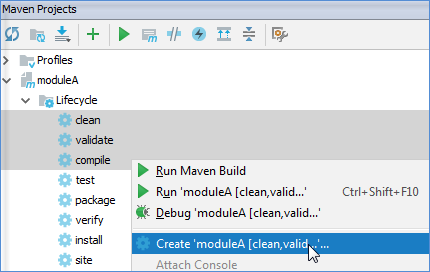 Maven Projects
Profiles
moduleA
Lifecycle
clean
validate
compile
test
package
verify
install
site
Run Maven Build
Run 'moduleA [clean,valid...' Ctrl+Shift+F10
Debug 'moduleA [clean,valid...'
Create 'moduleA [clean,valid...'...
Attach Console